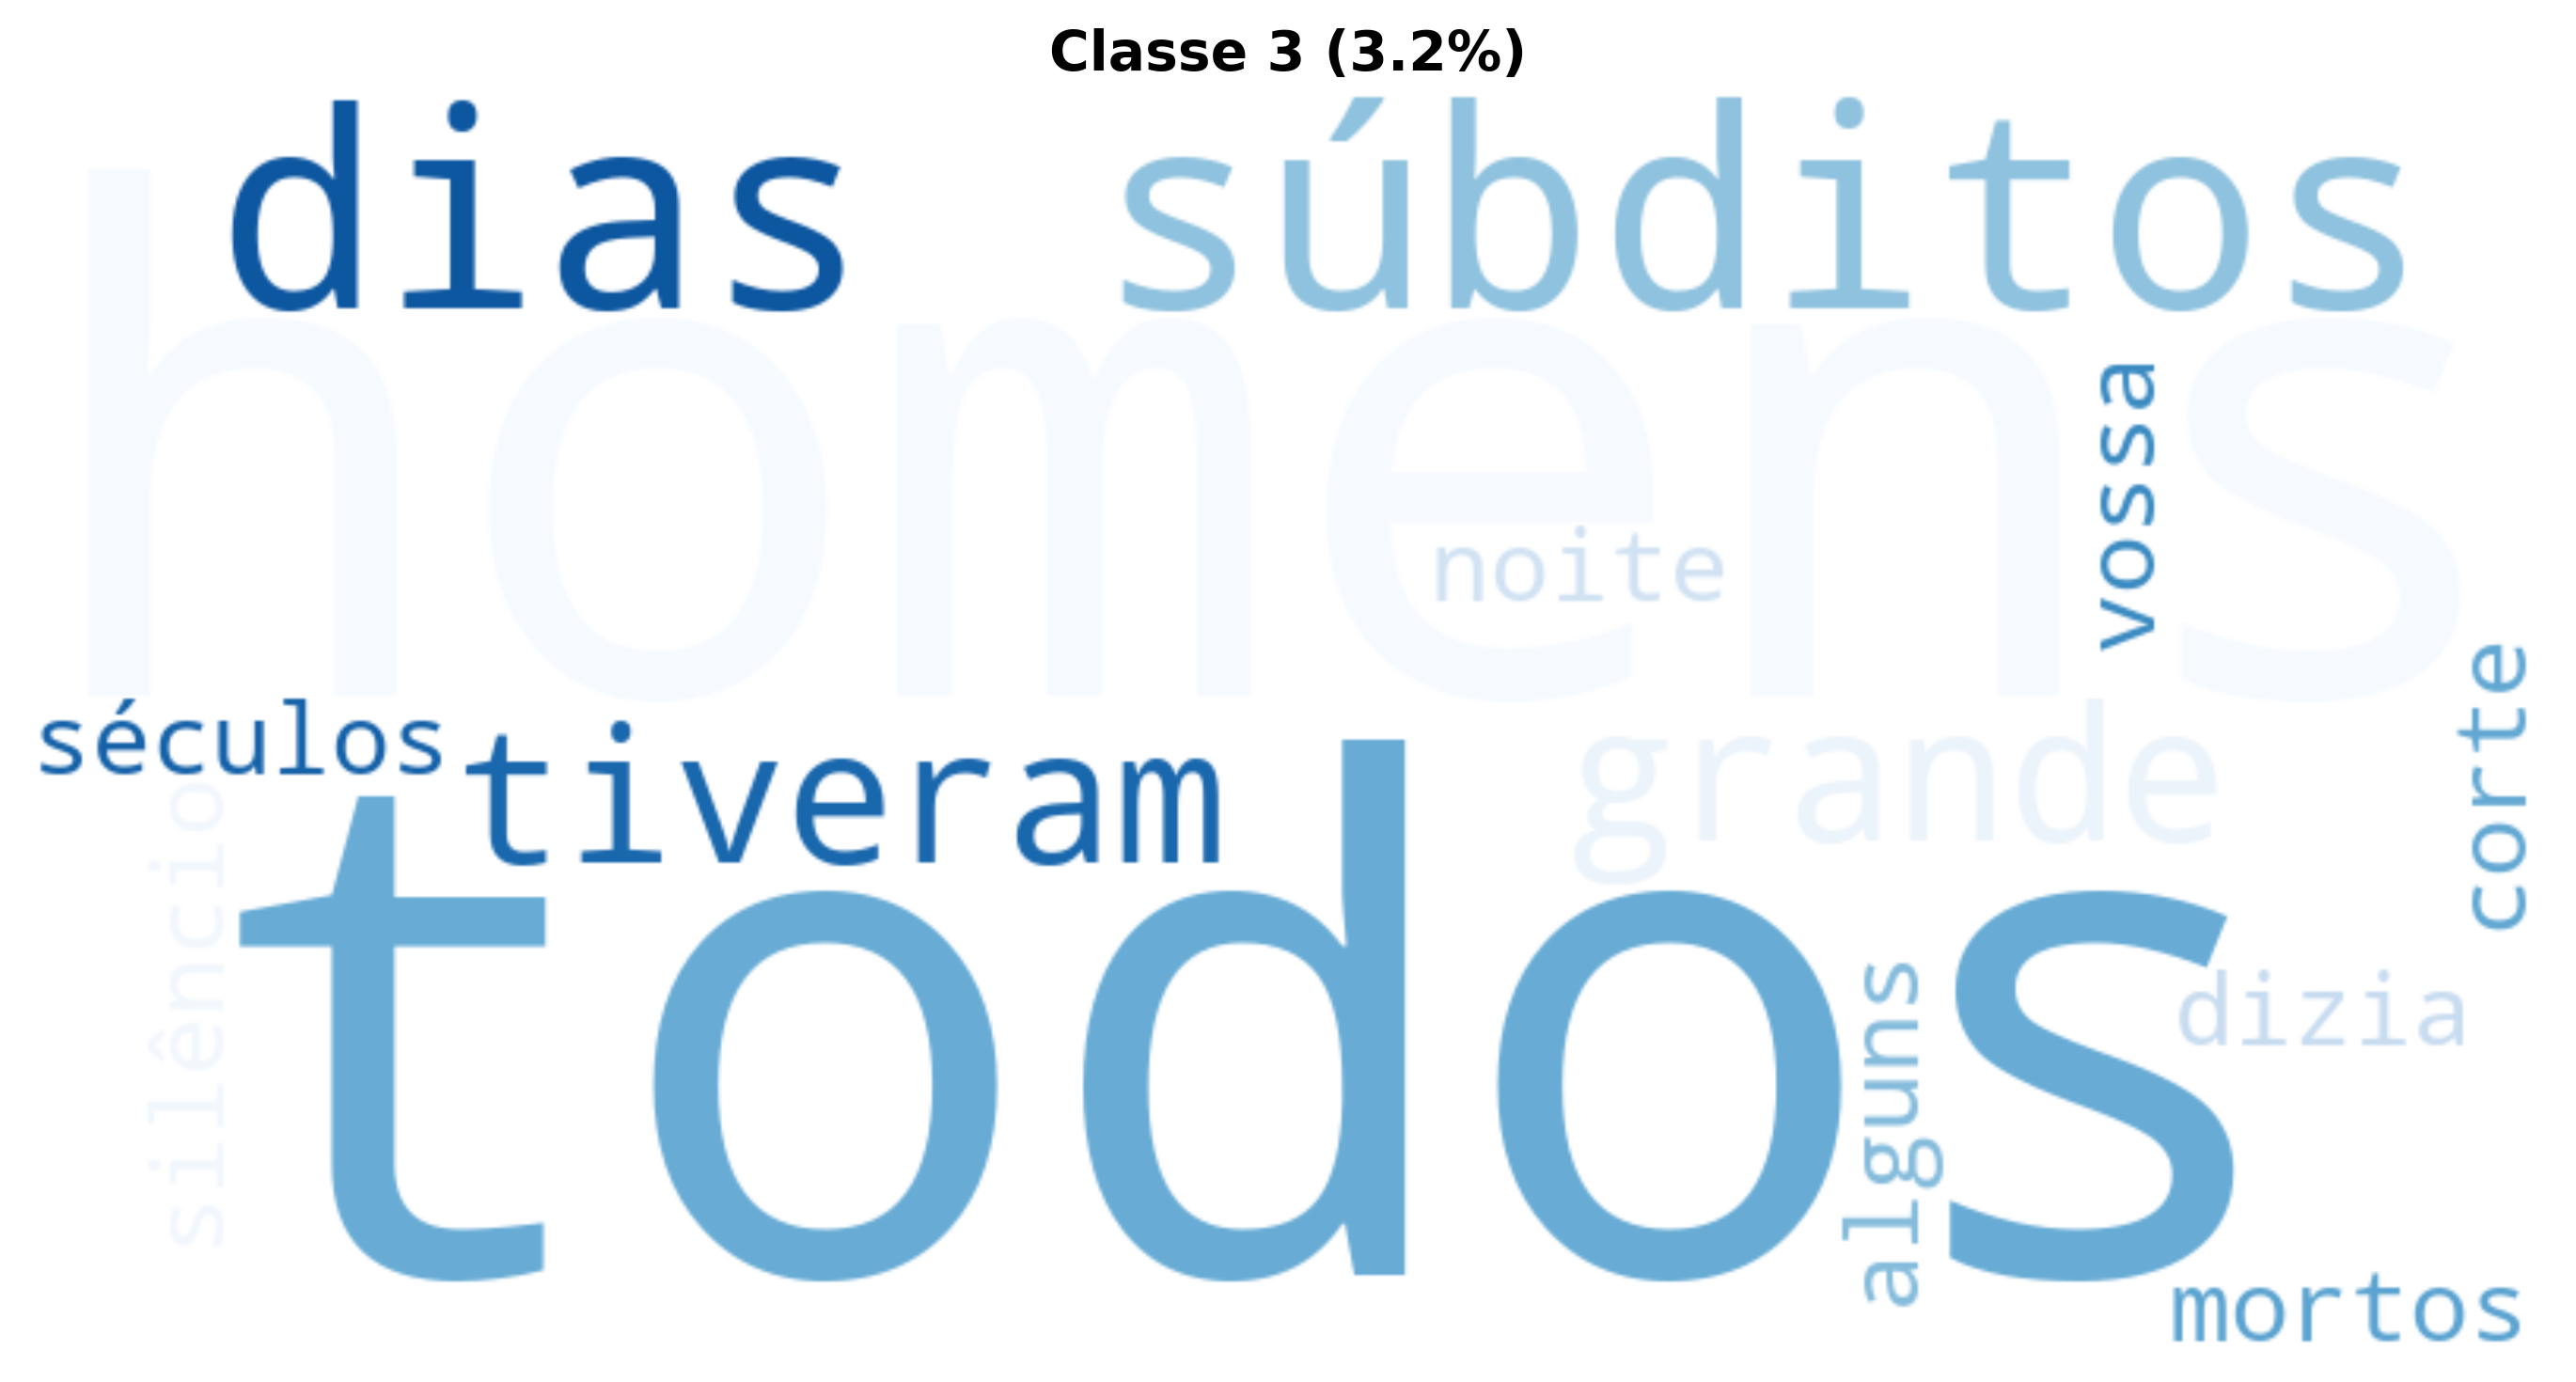 Classe 3 (3.2%)
dias
súbditos
homens
noite
vossa
corte
séculos
tiveram
grande
silêncio
todos
alguns
dizia
mortos